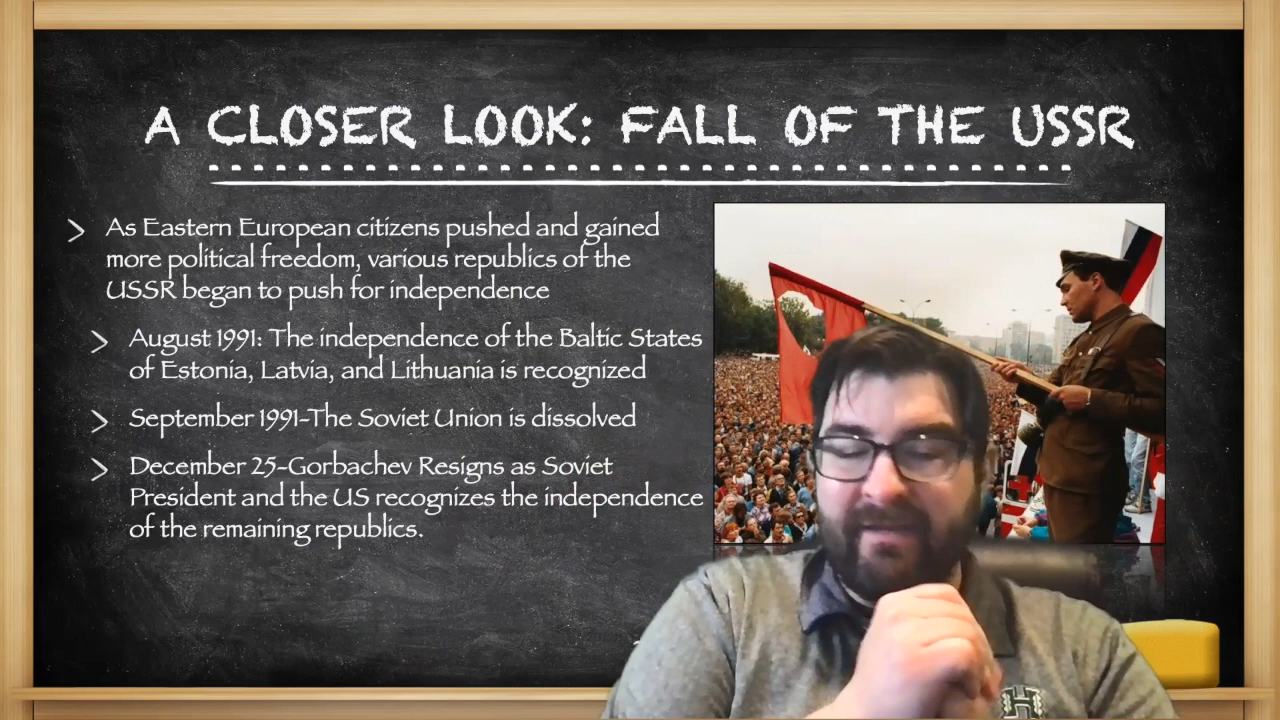 A CLOSER LOOK: FALL OF THE USSR
As Eastern European citizens pushed and gained
more political freedom, various republics of the
USSR began to push for independence
August 1991: The independence of the Baltic States
of Estonia, Latvia, and Lithuania is recognized
September 1991-The Soviet Union is dissolved
December 25-Gorbachev Resigns as Soviet
President and the US recognizes the independence
of the remaining republics.
H